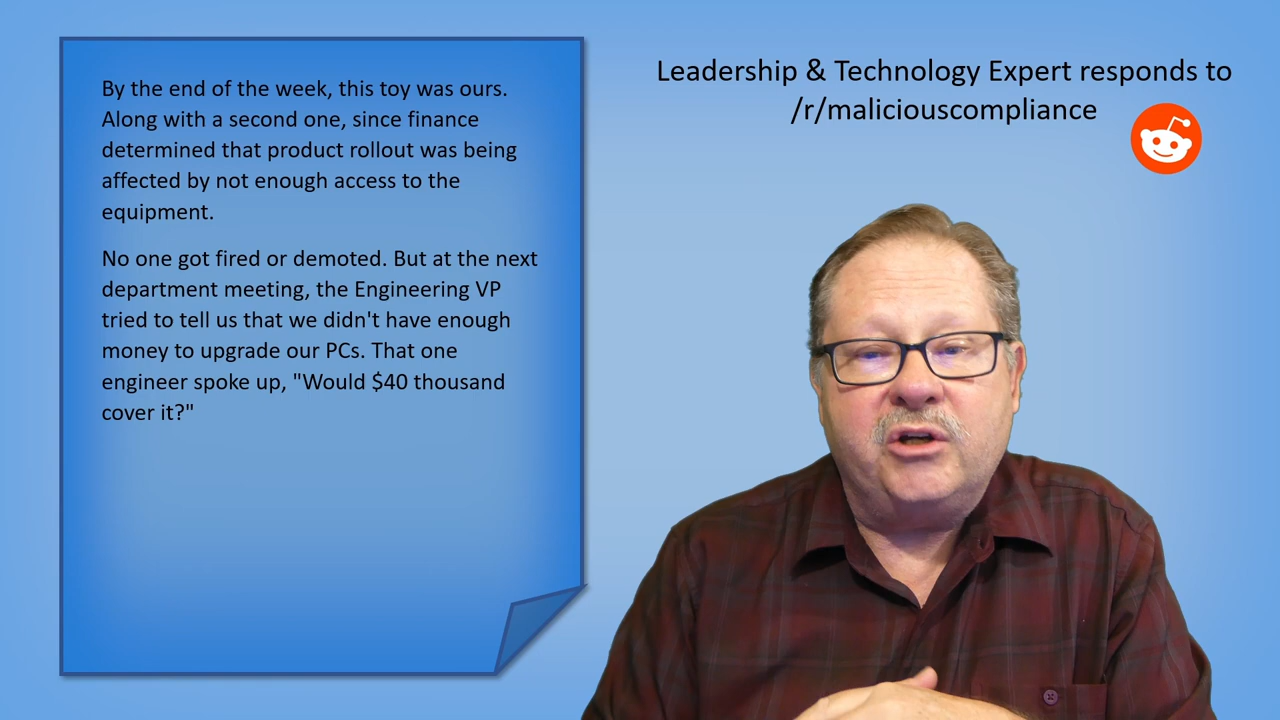 Leadership & Technology Expert responds to
/r/maliciouscompliance
By the end of the week, this toy was ours.
Along with a second one, since finance
determined that product rollout was being
affected by not enough access to the
equipment.
No one got fired or demoted. But at the next
department meeting, the Engineering VP
tried to tell us that we didn't have enough
money to upgrade our PCs. That one
engineer spoke up, "Would $40 thousand
cover it?"